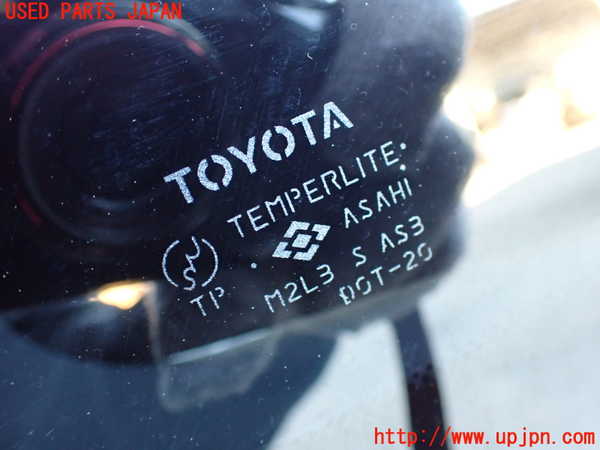 USED PARTS JAPAN
TOYOTA
TEMPERLITE
ASAHI
TP
M2L3 S AS3
DOT-20
http://www.upjpn.com